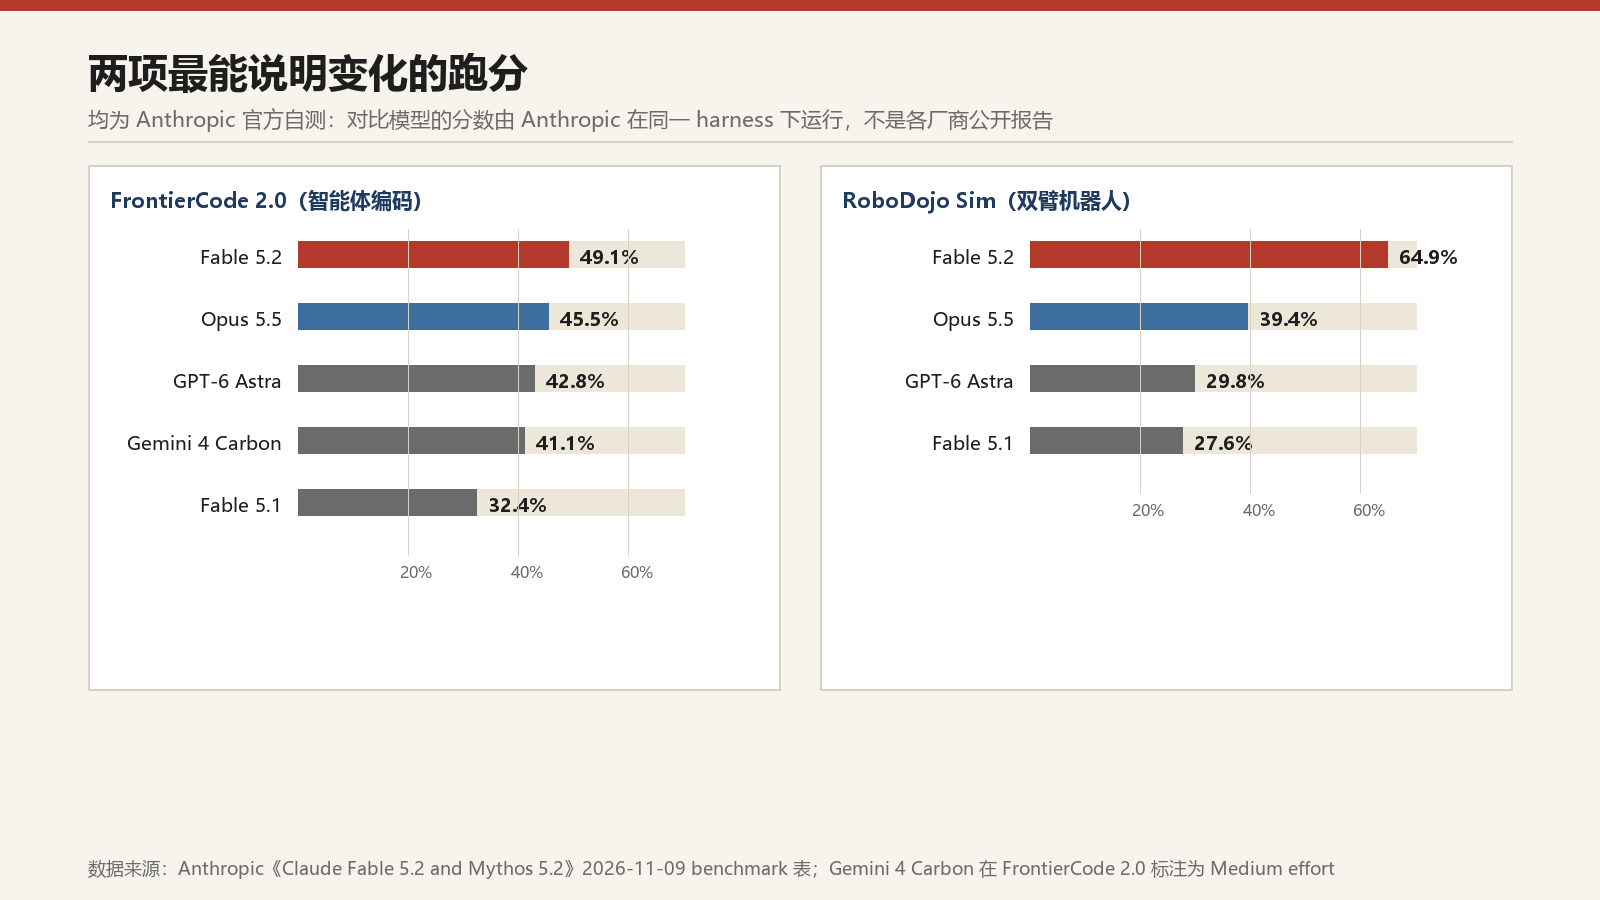 两项最能说明变化的跑分
均为 Anthropic 官方自测：对比模型的分数由 Anthropic 在同一 harness 下运行，不是各厂商公开报告
FrontierCode 2.0（智能体编码）
Fable 5.2 49.1%
Opus 5.5 45.5%
GPT-6 Astra 42.8%
Gemini 4 Carbon 41.1%
Fable 5.1 32.4%
20% 40% 60%
RoboDojo Sim（双臂机器人）
Fable 5.2 64.9%
Opus 5.5 39.4%
GPT-6 Astra 29.8%
Fable 5.1 27.6%
20% 40% 60%
数据来源：Anthropic《Claude Fable 5.2 and Mythos 5.2》2026-11-09 benchmark 表；Gemini 4 Carbon 在 FrontierCode 2.0 标注为 Medium effort